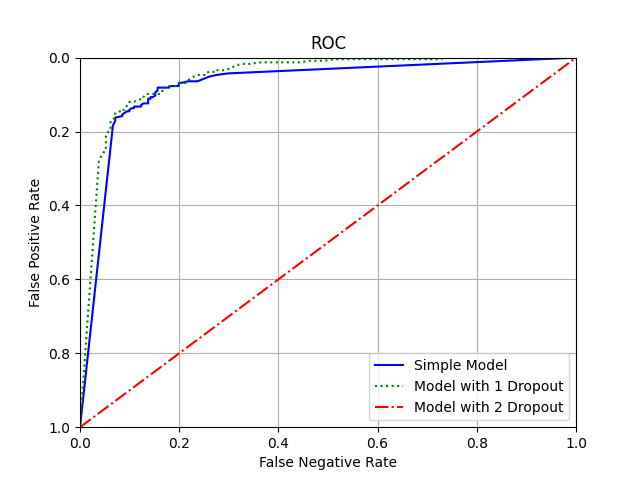 ROC
False Positive Rate
0.0
0.2
0.4
0.6
0.8
1.0
0.0
0.2
0.4
0.6
0.8
1.0
False Negative Rate
Simple Model
Model with 1 Dropout
Model with 2 Dropout